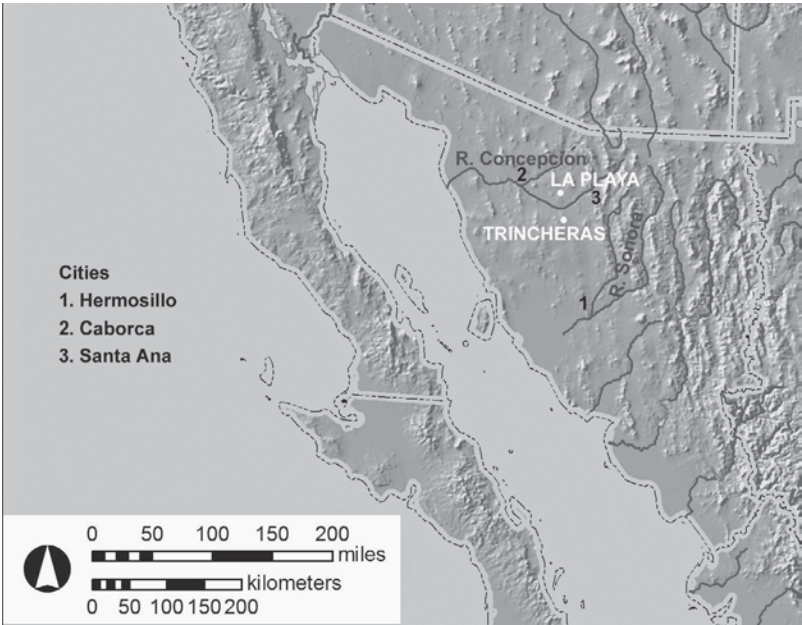 R. Concepcion
2
LA PLAYA
3
TRINCHERAS
R. Sonora
1
Cities
1. Hermosillo
2. Caborca
3. Santa Ana
0 50 100 150 200
miles
kilometers
0 50 100 150 200